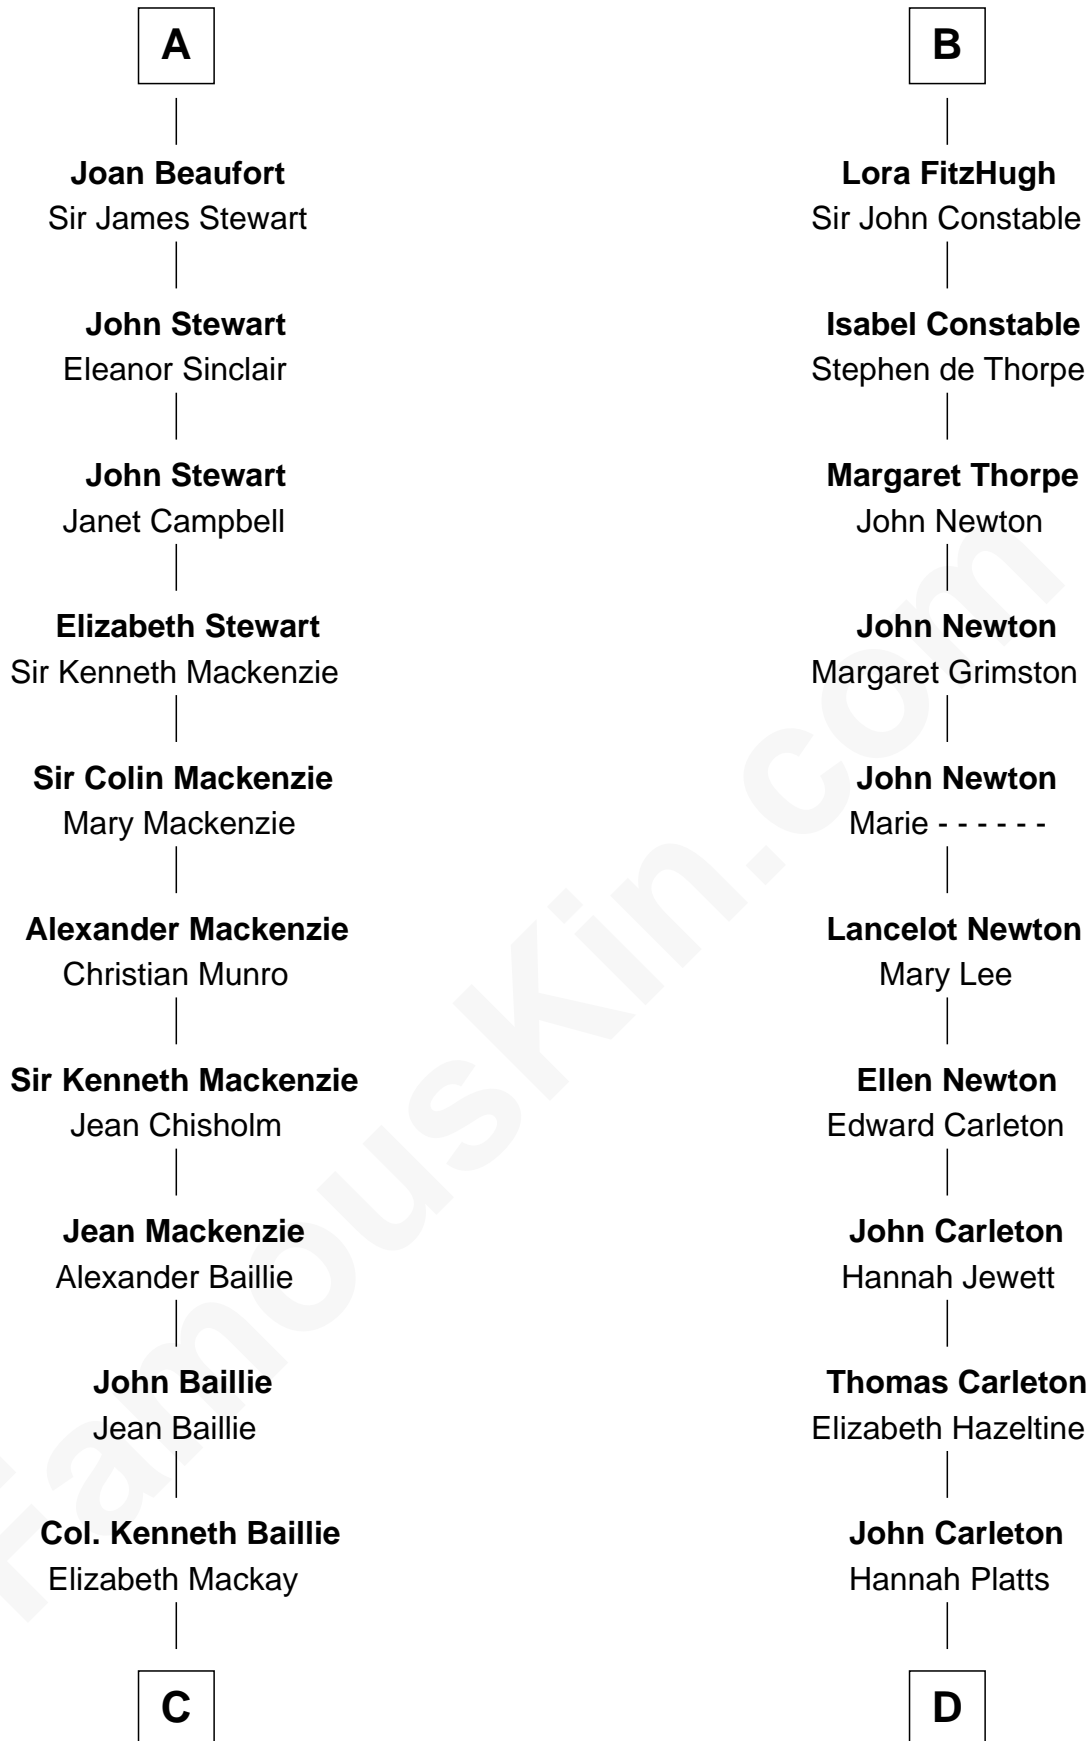 A
Joan Beaufort
Sir James Stewart
John Stewart
Eleanor Sinclair
John Stewart
Janet Campbell
Elizabeth Stewart
Sir Kenneth Mackenzie
Sir Colin Mackenzie
Mary Mackenzie
Alexander Mackenzie
Christian Munro
Sir Kenneth Mackenzie
Jean Chisholm
Jean Mackenzie
Alexander Baillie
John Baillie
Jean Baillie
Col. Kenneth Baillie
Elizabeth Mackay
C
B
Lora FitzHugh
Sir John Constable
Isabel Constable
Stephen de Thorpe
Margaret Thorpe
John Newton
John Newton
Margaret Grimston
John Newton
Marie - - - - - -
Lancelot Newton
Mary Lee
Ellen Newton
Edward Carleton
John Carleton
Hannah Jewett
Thomas Carleton
Elizabeth Hazeltine
John Carleton
Hannah Platts
D
FamousKin.com